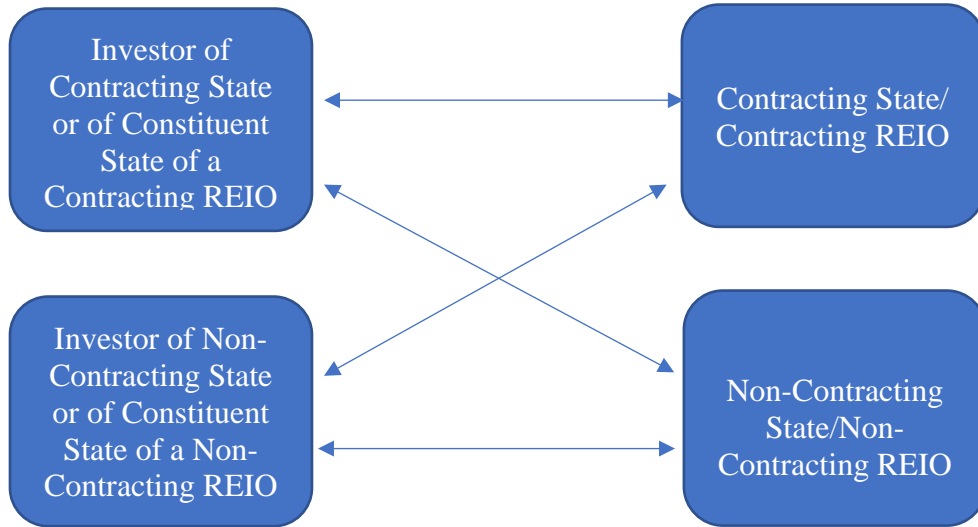 Investor of
Contracting State
or of Constituent
State of a
Contracting REIO
Contracting State/
Contracting REIO
Investor of Non-
Contracting State
or of Constituent
State of a Non-
Contracting REIO
Non-Contracting
State/Non-
Contracting REIO